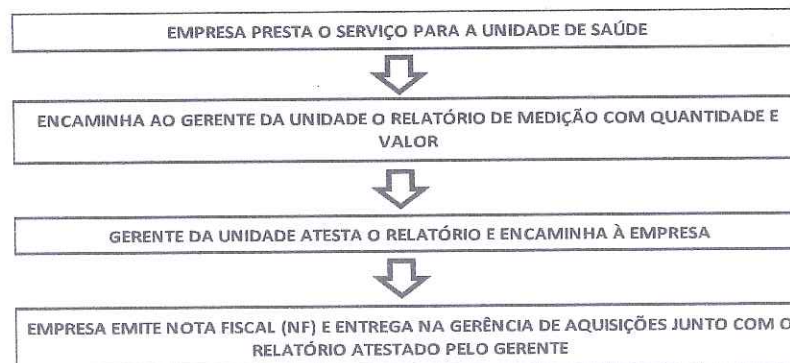 EMPRESA PRESTA O SERVIÇO PARA A UNIDADE DE SAÚDE
ENCAMINHA AO GERENTE DA UNIDADE O RELATÓRIO DE MEDIÇÃO COM QUANTIDADE E
VALOR
GERENTE DA UNIDADE ATESTA O RELATÓRIO E ENCAMINHA À EMPRESA
EMPRESA EMITE NOTA FISCAL (NF) E ENTREGA NA GERÊNCIA DE AQUISIÇÕES JUNTO COM O
RELATÓRIO ATESTADO PELO GERENTE